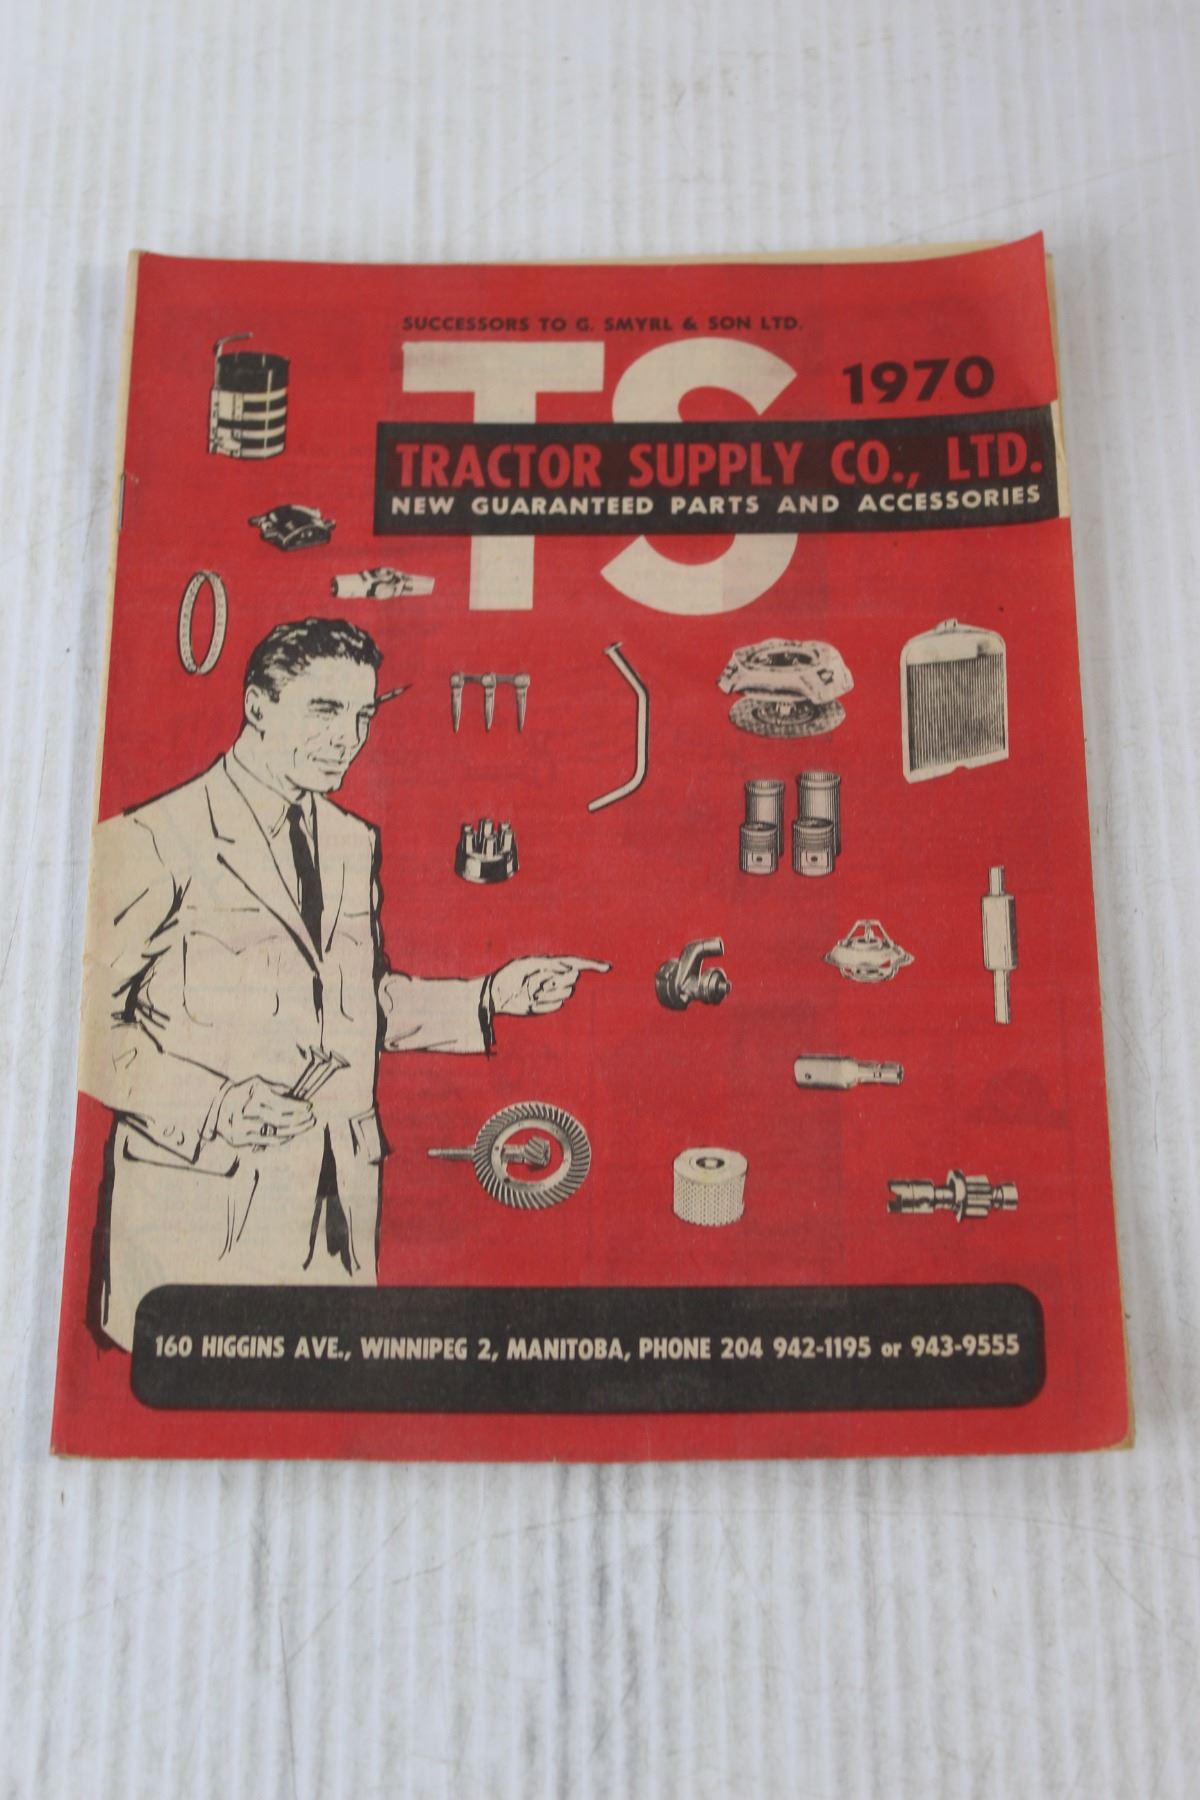 SUCCESSORS TO G. SMYRL & SON LTD.
TS
1970
TRACTOR SUPPLY CO., LTD.
NEW GUARANTEED PARTS AND ACCESSORIES
160 HIGGINS AVE., WINNIPEG 2, MANITOBA, PHONE 204 942-1195 or 943-9555